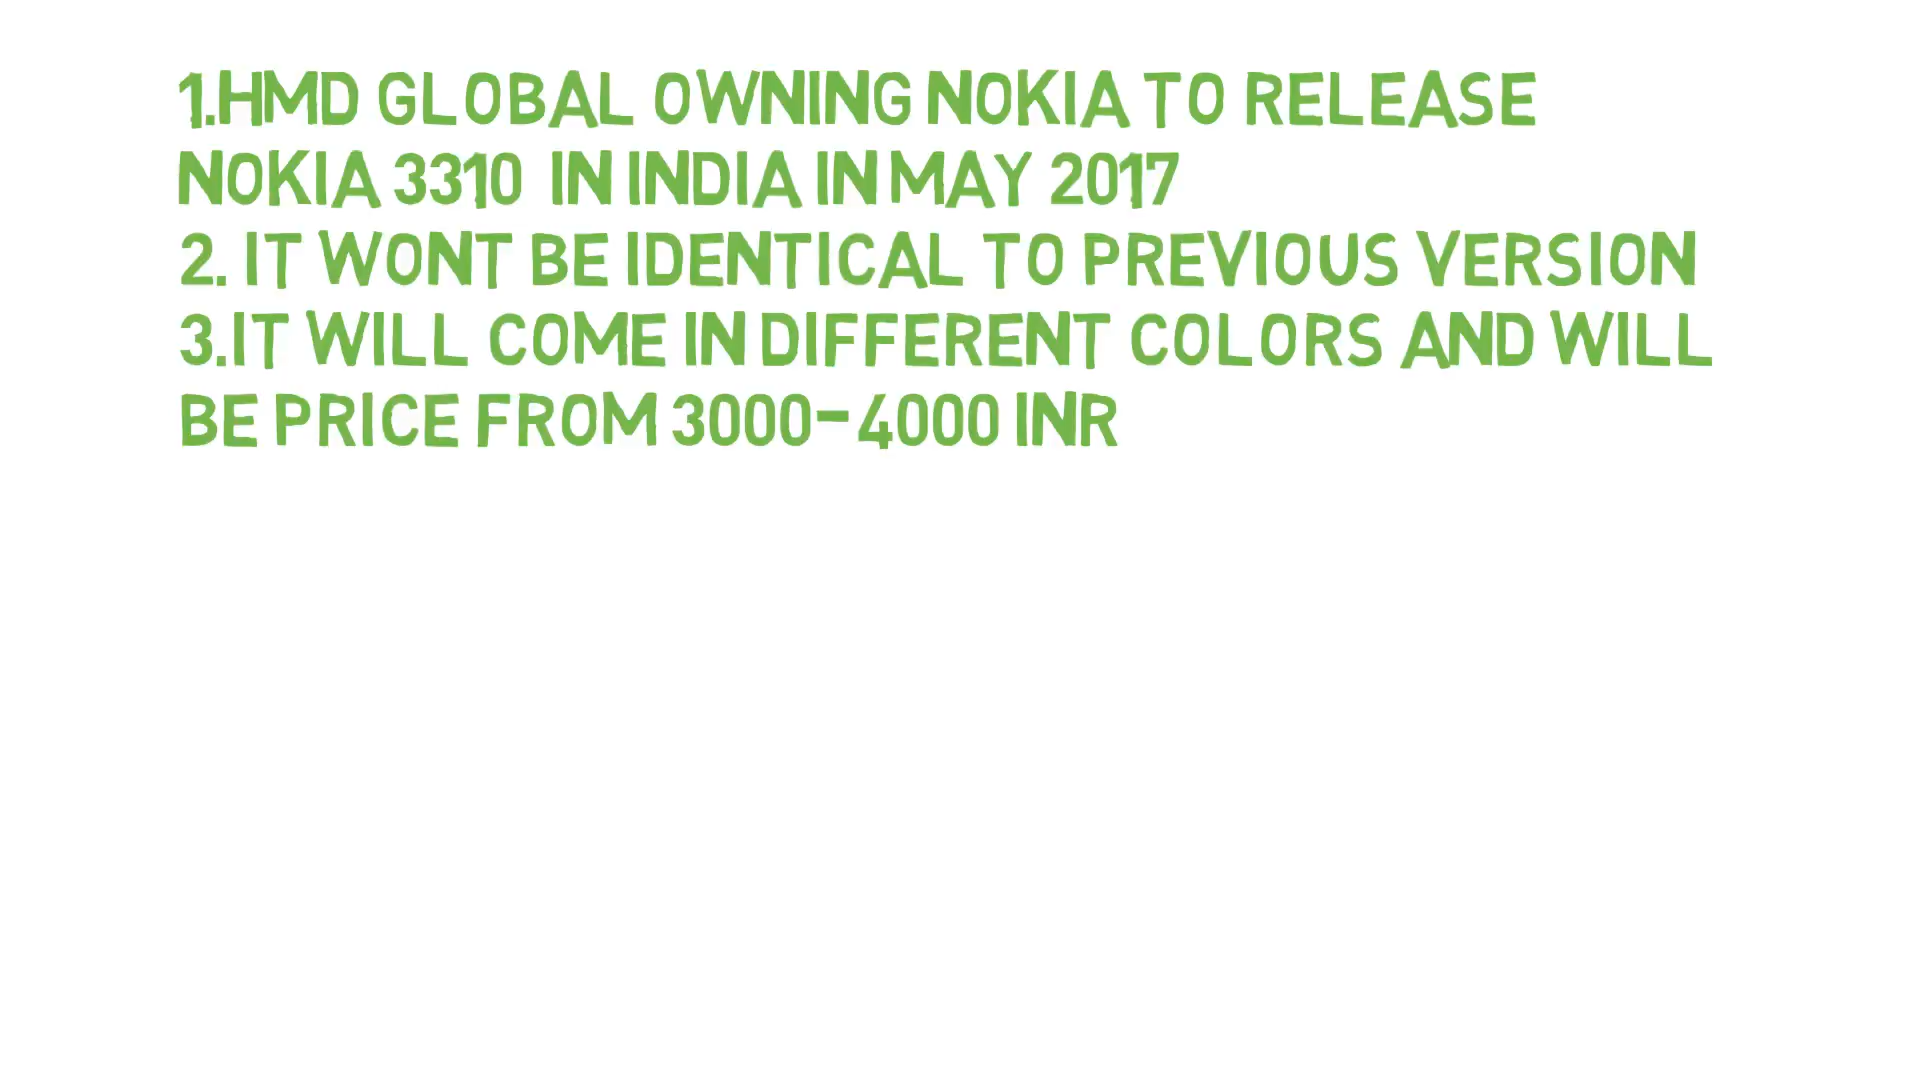 1.HMD GLOBAL OWNING NOKIA TO RELEASE
NOKIA 3310 IN INDIA IN MAY 2017
2. IT WONT BE IDENTICAL TO PREVIOUS VERSION
3.IT WILL COME IN DIFFERENT COLORS AND WILL
BE PRICE FROM 3000-4000 INR